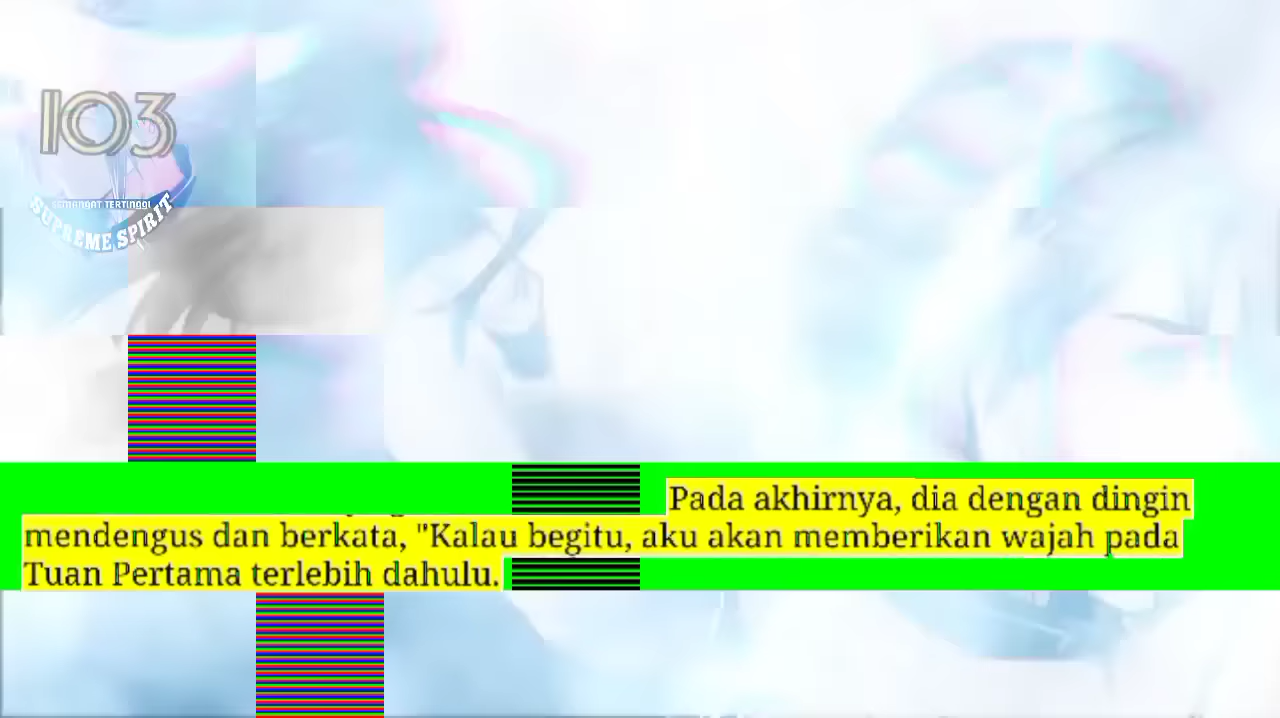 103
SEMANGAT TERTINGGI
SUPREME SPIRIT
Pada akhirnya, dia dengan dingin
mendengus dan berkata, "Kalau begitu, aku akan memberikan wajah pada
Tuan Pertama terlebih dahulu.